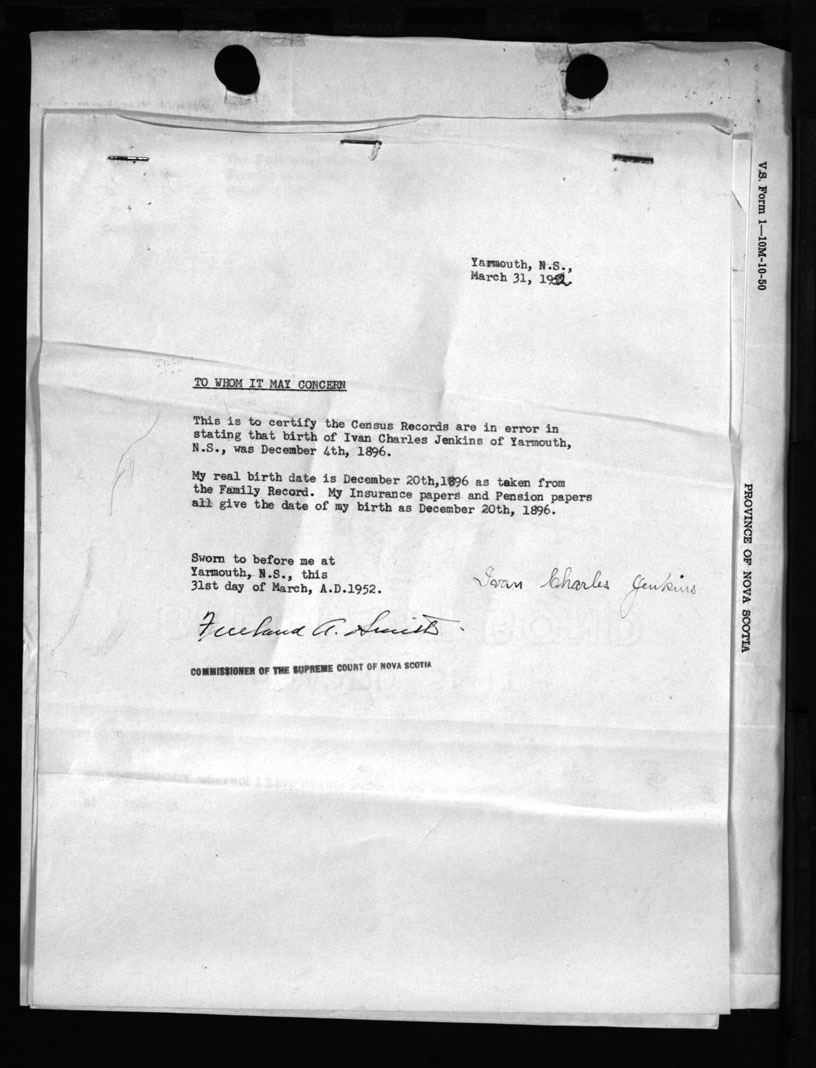 Yarmouth, N.S.,
March 31, 1952.
TO WHOM IT MAY CONCERN
This is to certify the Census Records are in error in
stating that birth of Ivan Charles Jenkins of Yarmouth,
N.S., was December 4th, 1896.
My real birth date is December 20th,1896 as taken from
the Family Record. My Insurance papers and Pension papers
all give the date of my birth as December 20th, 1896.
Sworn to before me at
Yarmouth, N.S., this
31st day of March, A.D.1952.
Ivan Charles Jenkins
Freeland A. Smith
COMMISSIONER OF THE SUPREME COURT OF NOVA SCOTIA
V.S. Form 1—10M-10-50
PROVINCE OF NOVA SCOTIA